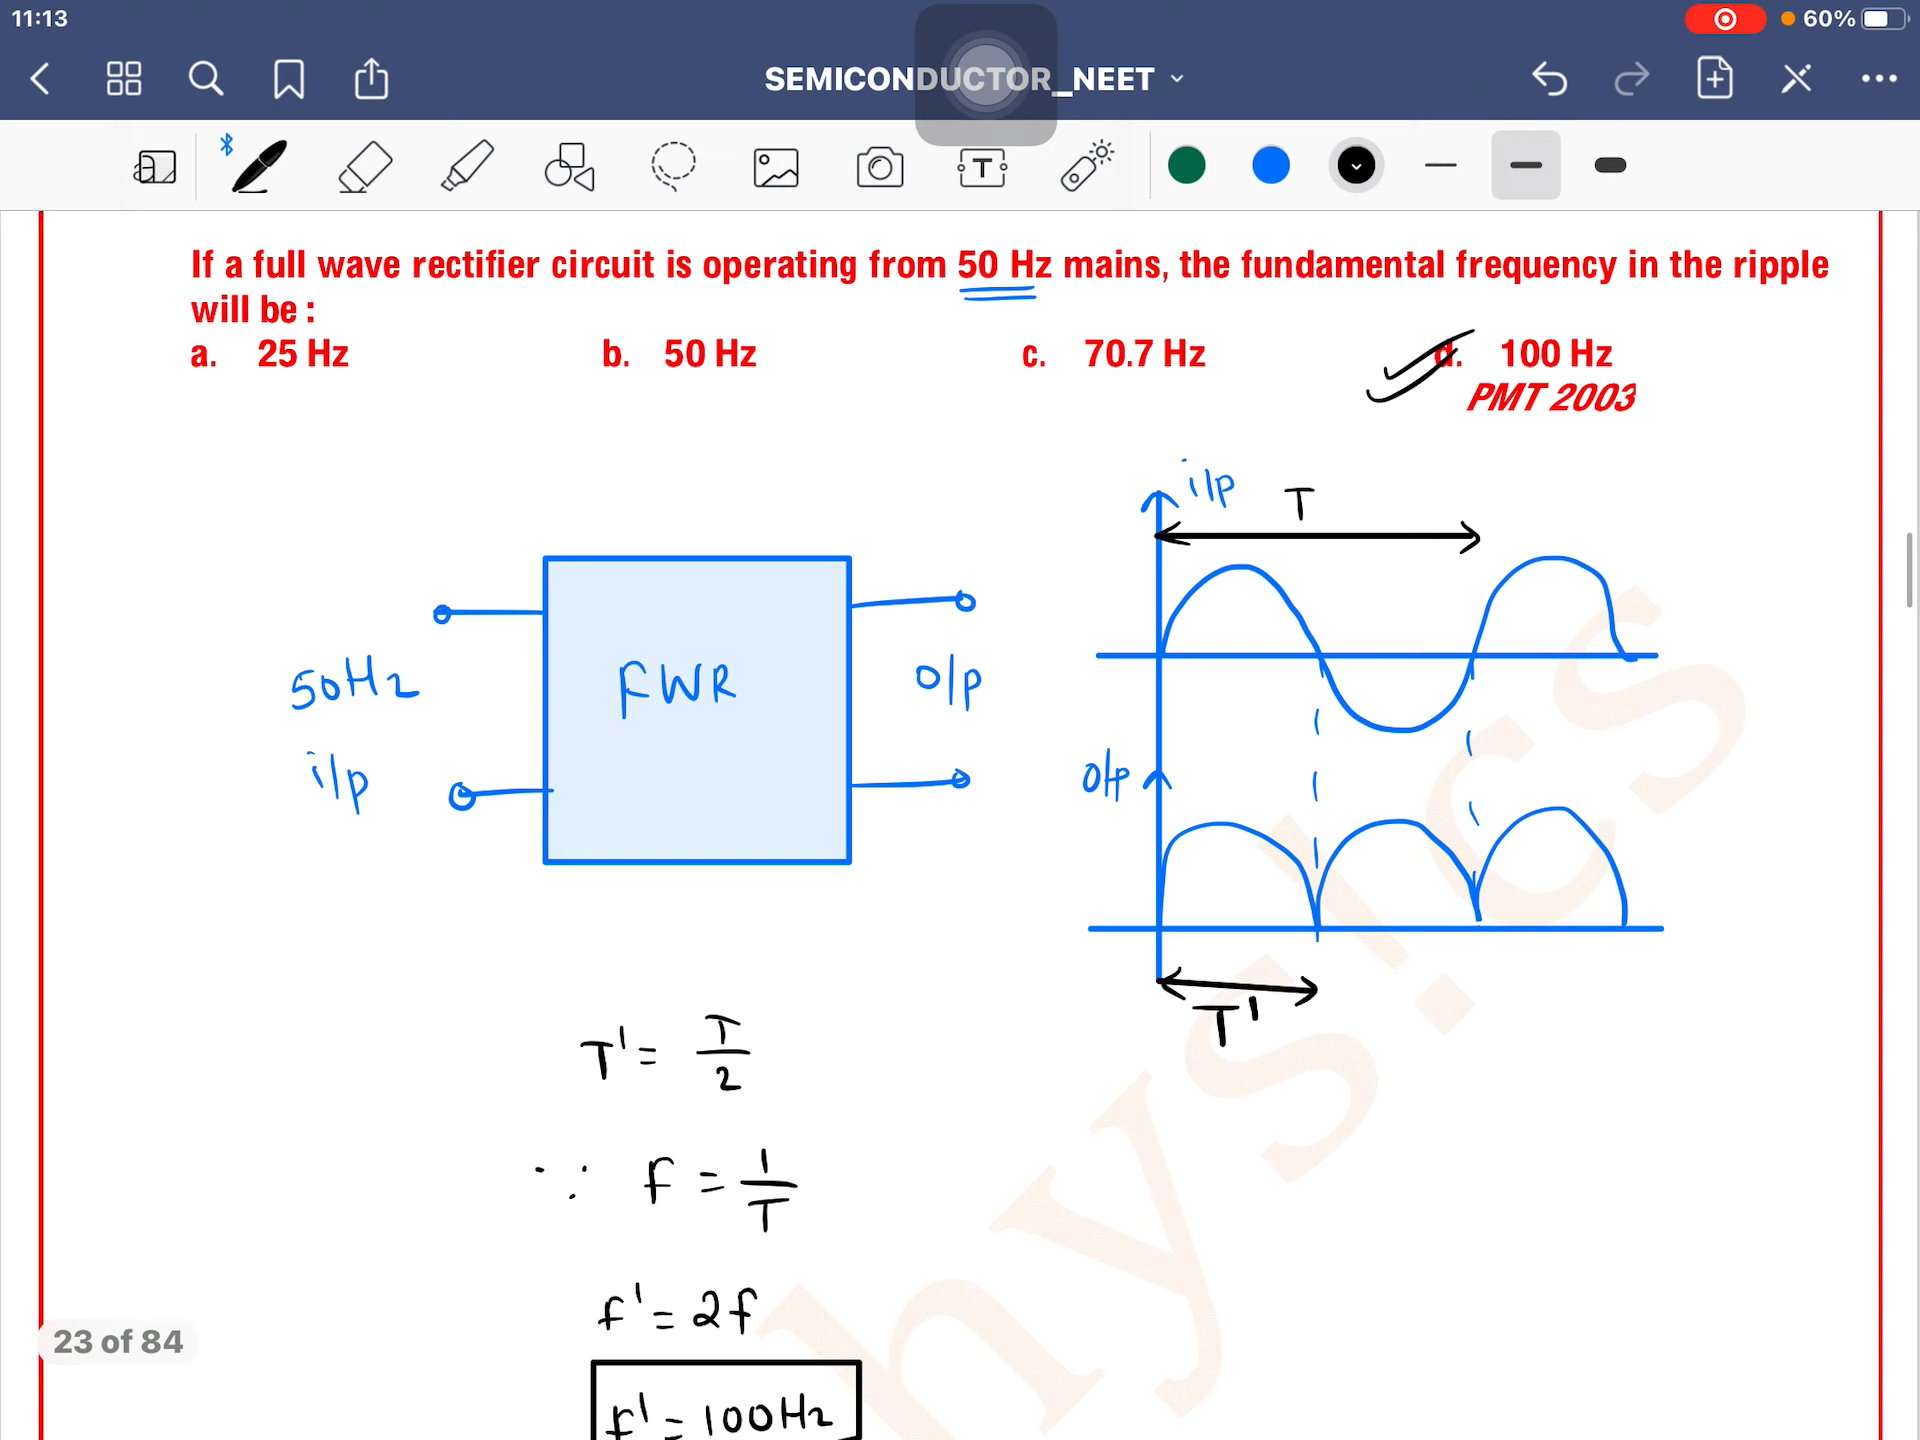 11:13
60%
SEMICONDUCTOR_NEET
If a full wave rectifier circuit is operating from 50 Hz mains, the fundamental frequency in the ripple
will be :
a. 25 Hz b. 50 Hz c. 70.7 Hz d. 100 Hz
PMT 2003
i/p
T
50Hz
FWR
o/p
i/p
o/p
T'
T' = T/2
∵ f = 1/T
f' = 2f
f' = 100Hz
23 of 84
hysics